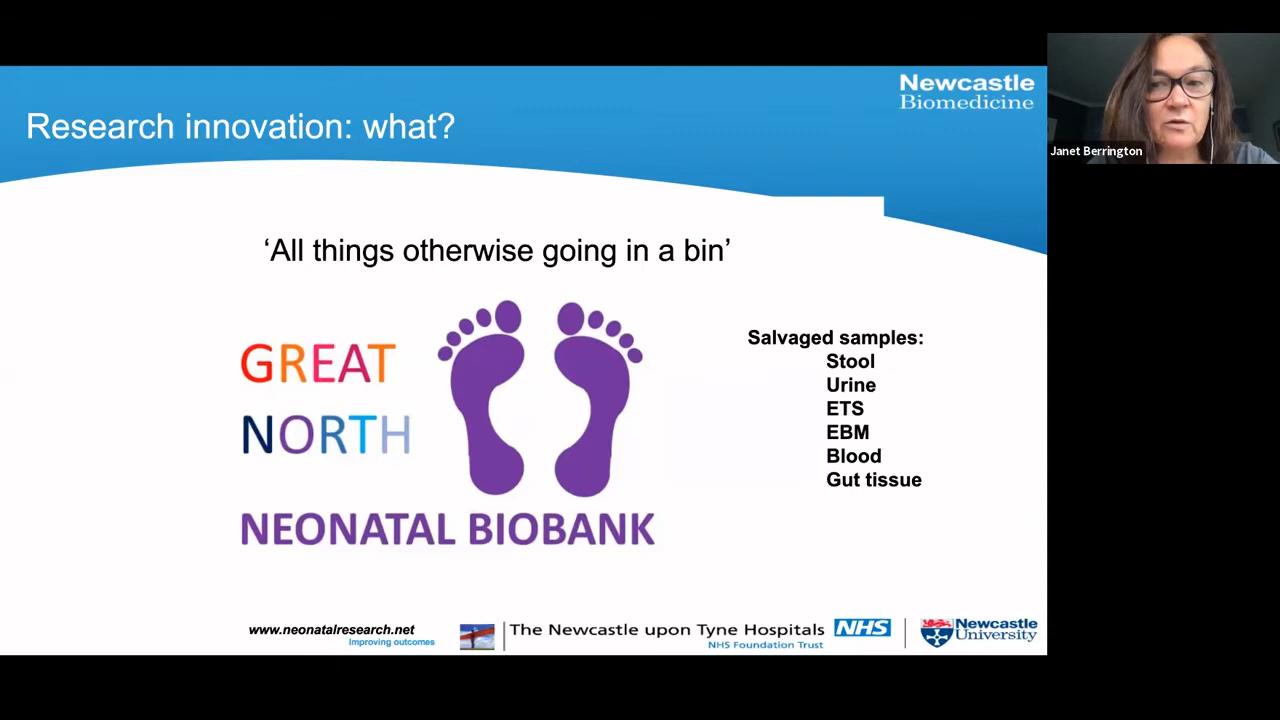 Newcastle
Biomedicine
Research innovation: what?
Janet Berrington
‘All things otherwise going in a bin’
GREAT
NORTH
NEONATAL BIOBANK
Salvaged samples:
Stool
Urine
ETS
EBM
Blood
Gut tissue
www.neonatalresearch.net
Improving outcomes
The Newcastle upon Tyne Hospitals NHS
NHS Foundation Trust
Newcastle
University